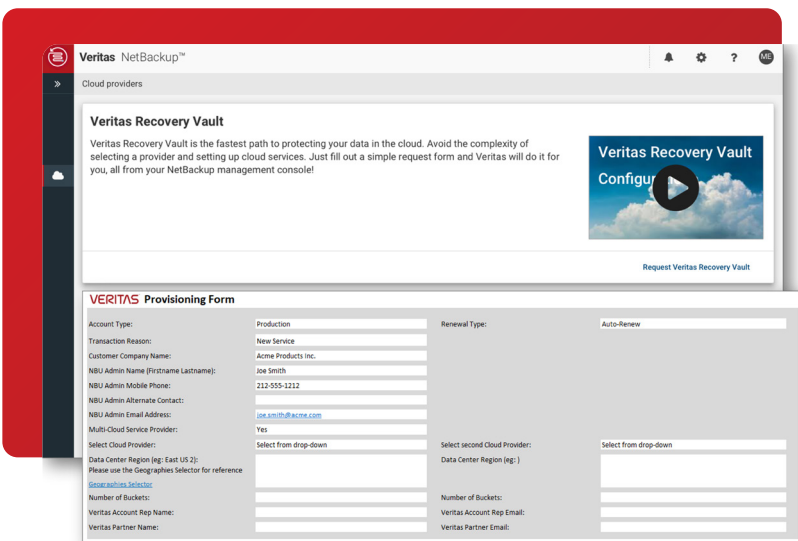 Veritas NetBackup™
? ME
» Cloud providers
Veritas Recovery Vault
Veritas Recovery Vault is the fastest path to protecting your data in the cloud. Avoid the complexity of
selecting a provider and setting up cloud services. Just fill out a simple request form and Veritas will do it for
you, all from your NetBackup management console!
Veritas Recovery Vault
Configu
Request Veritas Recovery Vault
VERITAS Provisioning Form
Account Type: Production Renewal Type: Auto-Renew
Transaction Reason: New Service
Customer Company Name: Acme Products Inc.
NBU Admin Name (Firstname Lastname): Joe Smith
NBU Admin Mobile Phone: 212-555-1212
NBU Admin Alternate Contact:
NBU Admin Email Address: joe.smith@acme.com
Multi-Cloud Service Provider: Yes
Select Cloud Provider: Select from drop-down Select second Cloud Provider: Select from drop-down
Data Center Region (eg: East US 2): Data Center Region (eg: )
Please use the Geographies Selector for reference
Geographies Selector
Number of Buckets: Number of Buckets:
Veritas Account Rep Name: Veritas Account Rep Email:
Veritas Partner Name: Veritas Partner Email: